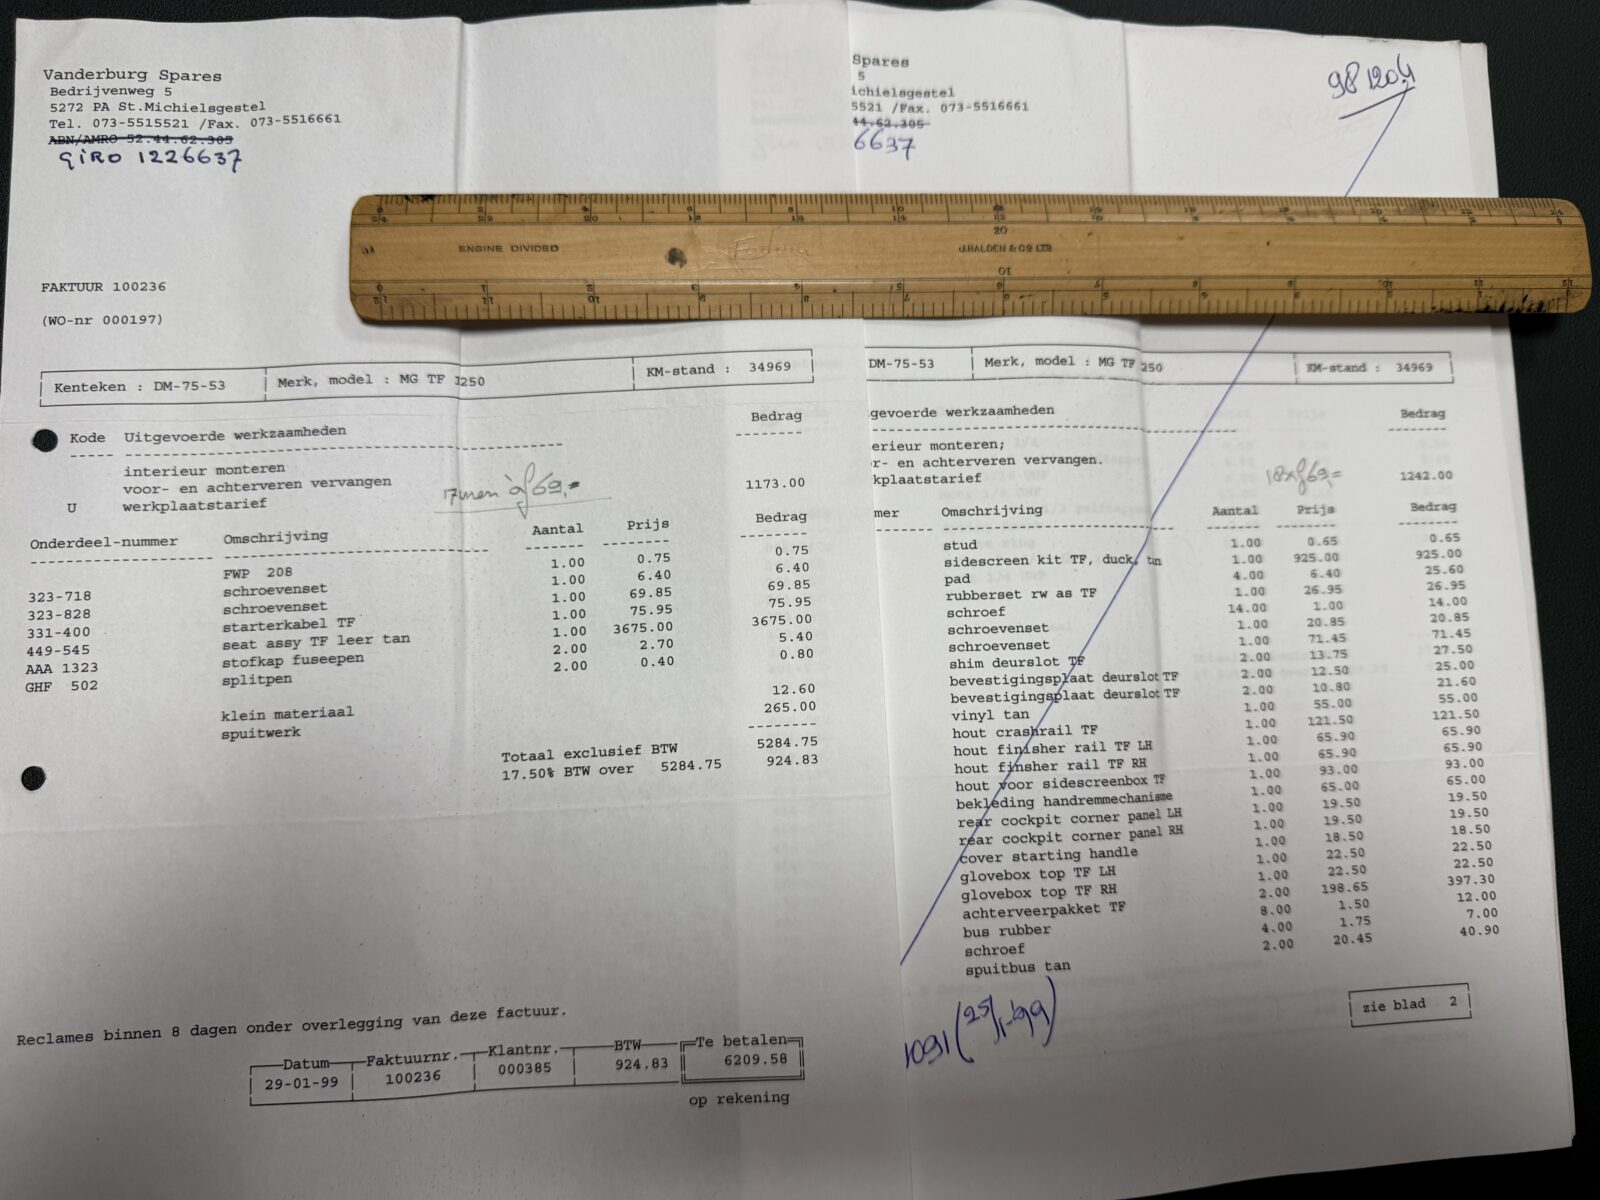 Vanderburg Spares
Bedrijvenweg 5
5272 PA St.Michielsgestel
Tel. 073-5515521 /Fax. 073-5516661
ABN/AMRO 52.44.62.305
GIRO 1226637
FAKTUUR 100236
(WO-nr 000197)
Kenteken : DM-75-53 Merk, model : MG TF 1250 KM-stand : 34969
Kode Uitgevoerde werkzaamheden Bedrag
interieur monteren
voor- en achterveren vervangen
U werkplaatstarief 1173.00
17 uren à f 69,=
Onderdeel-nummer Omschrijving Aantal Prijs Bedrag
FWP 208 1.00 0.75 0.75
323-718 schroevenset 1.00 6.40 6.40
323-828 schroevenset 1.00 69.85 69.85
331-400 starterkabel TF 1.00 75.95 75.95
449-545 seat assy TF leer tan 1.00 3675.00 3675.00
AAA 1323 stofkap fuseepen 2.00 2.70 5.40
GHF 502 splitpen 2.00 0.40 0.80
klein materiaal 12.60
spuitwerk 265.00
Totaal exclusief BTW 5284.75
17.50% BTW over 5284.75 924.83
Reclames binnen 8 dagen onder overlegging van deze factuur.
Datum Faktuurnr. Klantnr. BTW Te betalen
29-01-99 100236 000385 924.83 6209.58
op rekening
Spares
5
ichielsgestel
5521 /Fax. 073-5516661
44.62.305
6637
981204
ENGINE DIVIDED
J.HALDEN & CO LTD
DM-75-53 Merk, model : MG TF 250 KM-stand : 34969
gevoerde werkzaamheden Bedrag
erieur monteren;
or- en achterveren vervangen.
kplaatstarief 1242.00
18x f 69,=
mer Omschrijving Aantal Prijs Bedrag
stud 1.00 0.65 0.65
sidescreen kit TF, duck, tan 1.00 925.00 925.00
pad 4.00 6.40 25.60
rubberset rw as TF 1.00 26.95 26.95
schroef 14.00 1.00 14.00
schroevenset 1.00 20.85 20.85
schroevenset 1.00 71.45 71.45
shim deurslot TF 2.00 13.75 27.50
bevestigingsplaat deurslot TF 2.00 12.50 25.00
bevestigingsplaat deurslot TF 2.00 10.80 21.60
vinyl tan 1.00 55.00 55.00
hout crashrail TF 1.00 121.50 121.50
hout finisher rail TF LH 1.00 65.90 65.90
hout finsher rail TF RH 1.00 65.90 65.90
hout voor sidescreenbox TF 1.00 93.00 93.00
bekleding handremmechanisme 1.00 65.00 65.00
rear cockpit corner panel LH 1.00 19.50 19.50
rear cockpit corner panel RH 1.00 19.50 19.50
cover starting handle 1.00 18.50 18.50
glovebox top TF LH 1.00 22.50 22.50
glovebox top TF RH 1.00 22.50 22.50
achterveerpakket TF 2.00 198.65 397.30
bus rubber 8.00 1.50 12.00
schroef 4.00 1.75 7.00
spuitbus tan 2.00 20.45 40.90
1091 (25/1-99)
zie blad 2